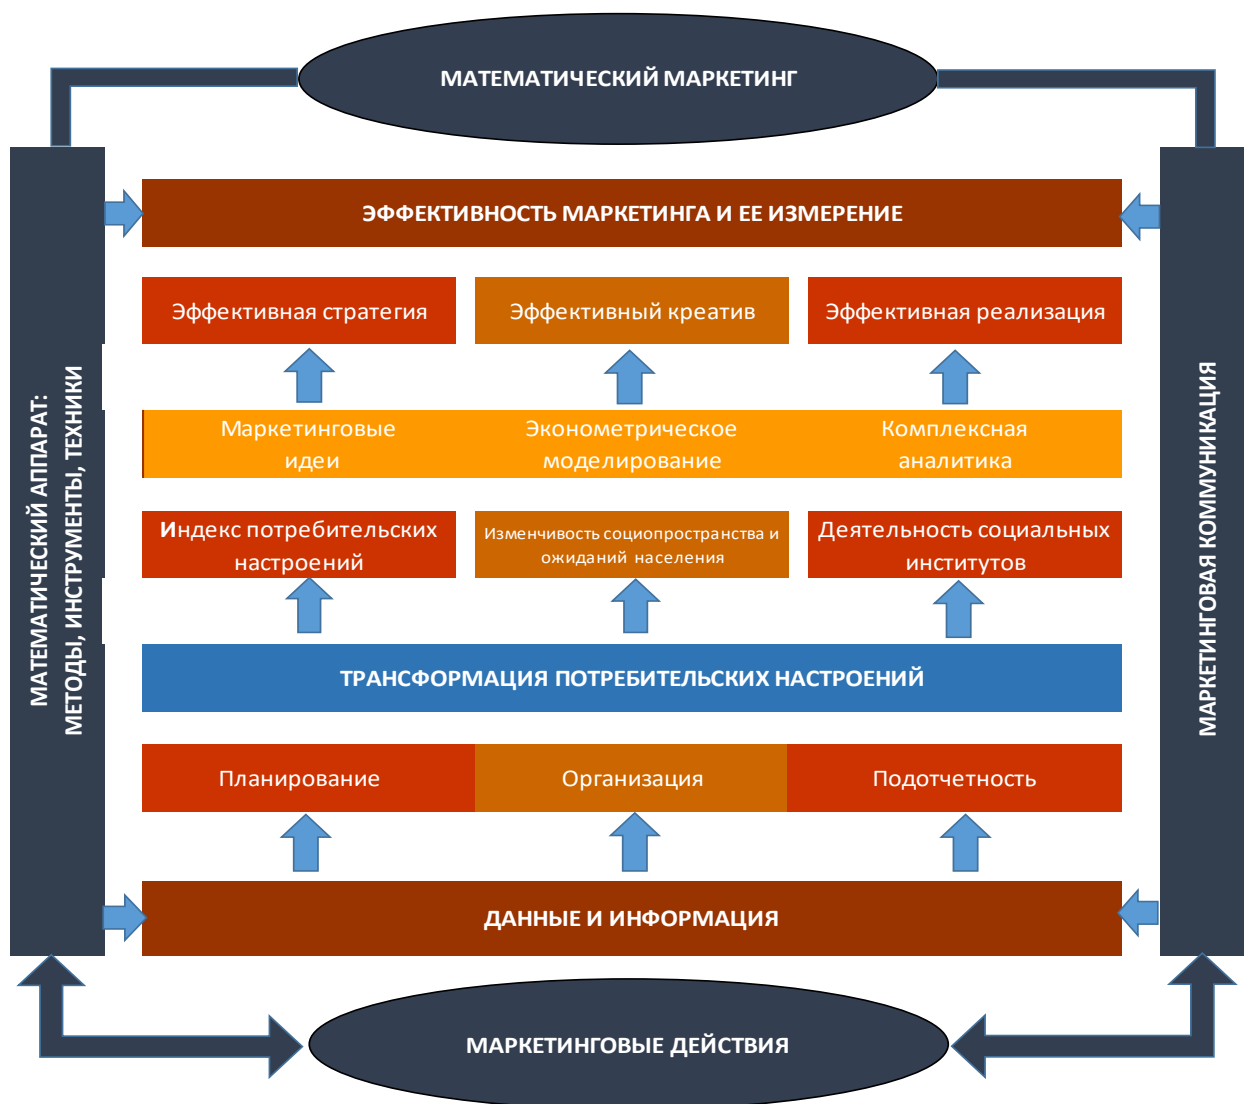 МАТЕМАТИЧЕСКИЙ МАРКЕТИНГ
МАТЕМАТИЧЕСКИЙ АППАРАТ:
МЕТОДЫ, ИНСТРУМЕНТЫ, ТЕХНИКИ
ЭФФЕКТИВНОСТЬ МАРКЕТИНГА И ЕЕ ИЗМЕРЕНИЕ
Эффективная стратегия
Эффективный креатив
Эффективная реализация
Маркетинговые
идеи
Эконометрическое
моделирование
Комплексная
аналитика
Индекс потребительских
настроений
Изменчивость социопространства и
ожиданий населения
Деятельность социальных
институтов
ТРАНСФОРМАЦИЯ ПОТРЕБИТЕЛЬСКИХ НАСТРОЕНИЙ
Планирование
Организация
Подотчетность
ДАННЫЕ И ИНФОРМАЦИЯ
МАРКЕТИНГОВАЯ КОММУНИКАЦИЯ
МАРКЕТИНГОВЫЕ ДЕЙСТВИЯ